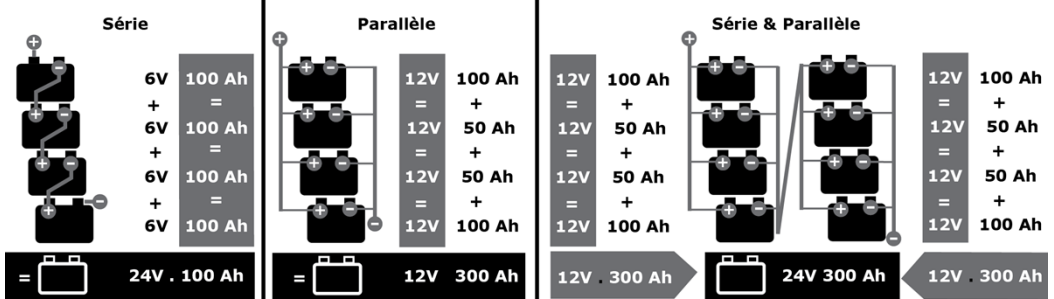 Série
+
-
6V 100 Ah
+ =
+ -
6V 100 Ah
+ =
+ -
6V 100 Ah
+ =
+ -
6V 100 Ah
= 24V . 100 Ah
Parallèle
+
+ -
12V 100 Ah
= +
+ -
12V 50 Ah
= +
+ -
12V 50 Ah
= +
+ -
12V 100 Ah
-
= 12V 300 Ah
Série & Parallèle
+
12V 100 Ah + - + - 12V 100 Ah
= + = +
12V 50 Ah + - + - 12V 50 Ah
= + = +
12V 50 Ah + - + - 12V 50 Ah
= + = +
12V 100 Ah + - + - 12V 100 Ah
-
12V . 300 Ah 24V 300 Ah 12V . 300 Ah